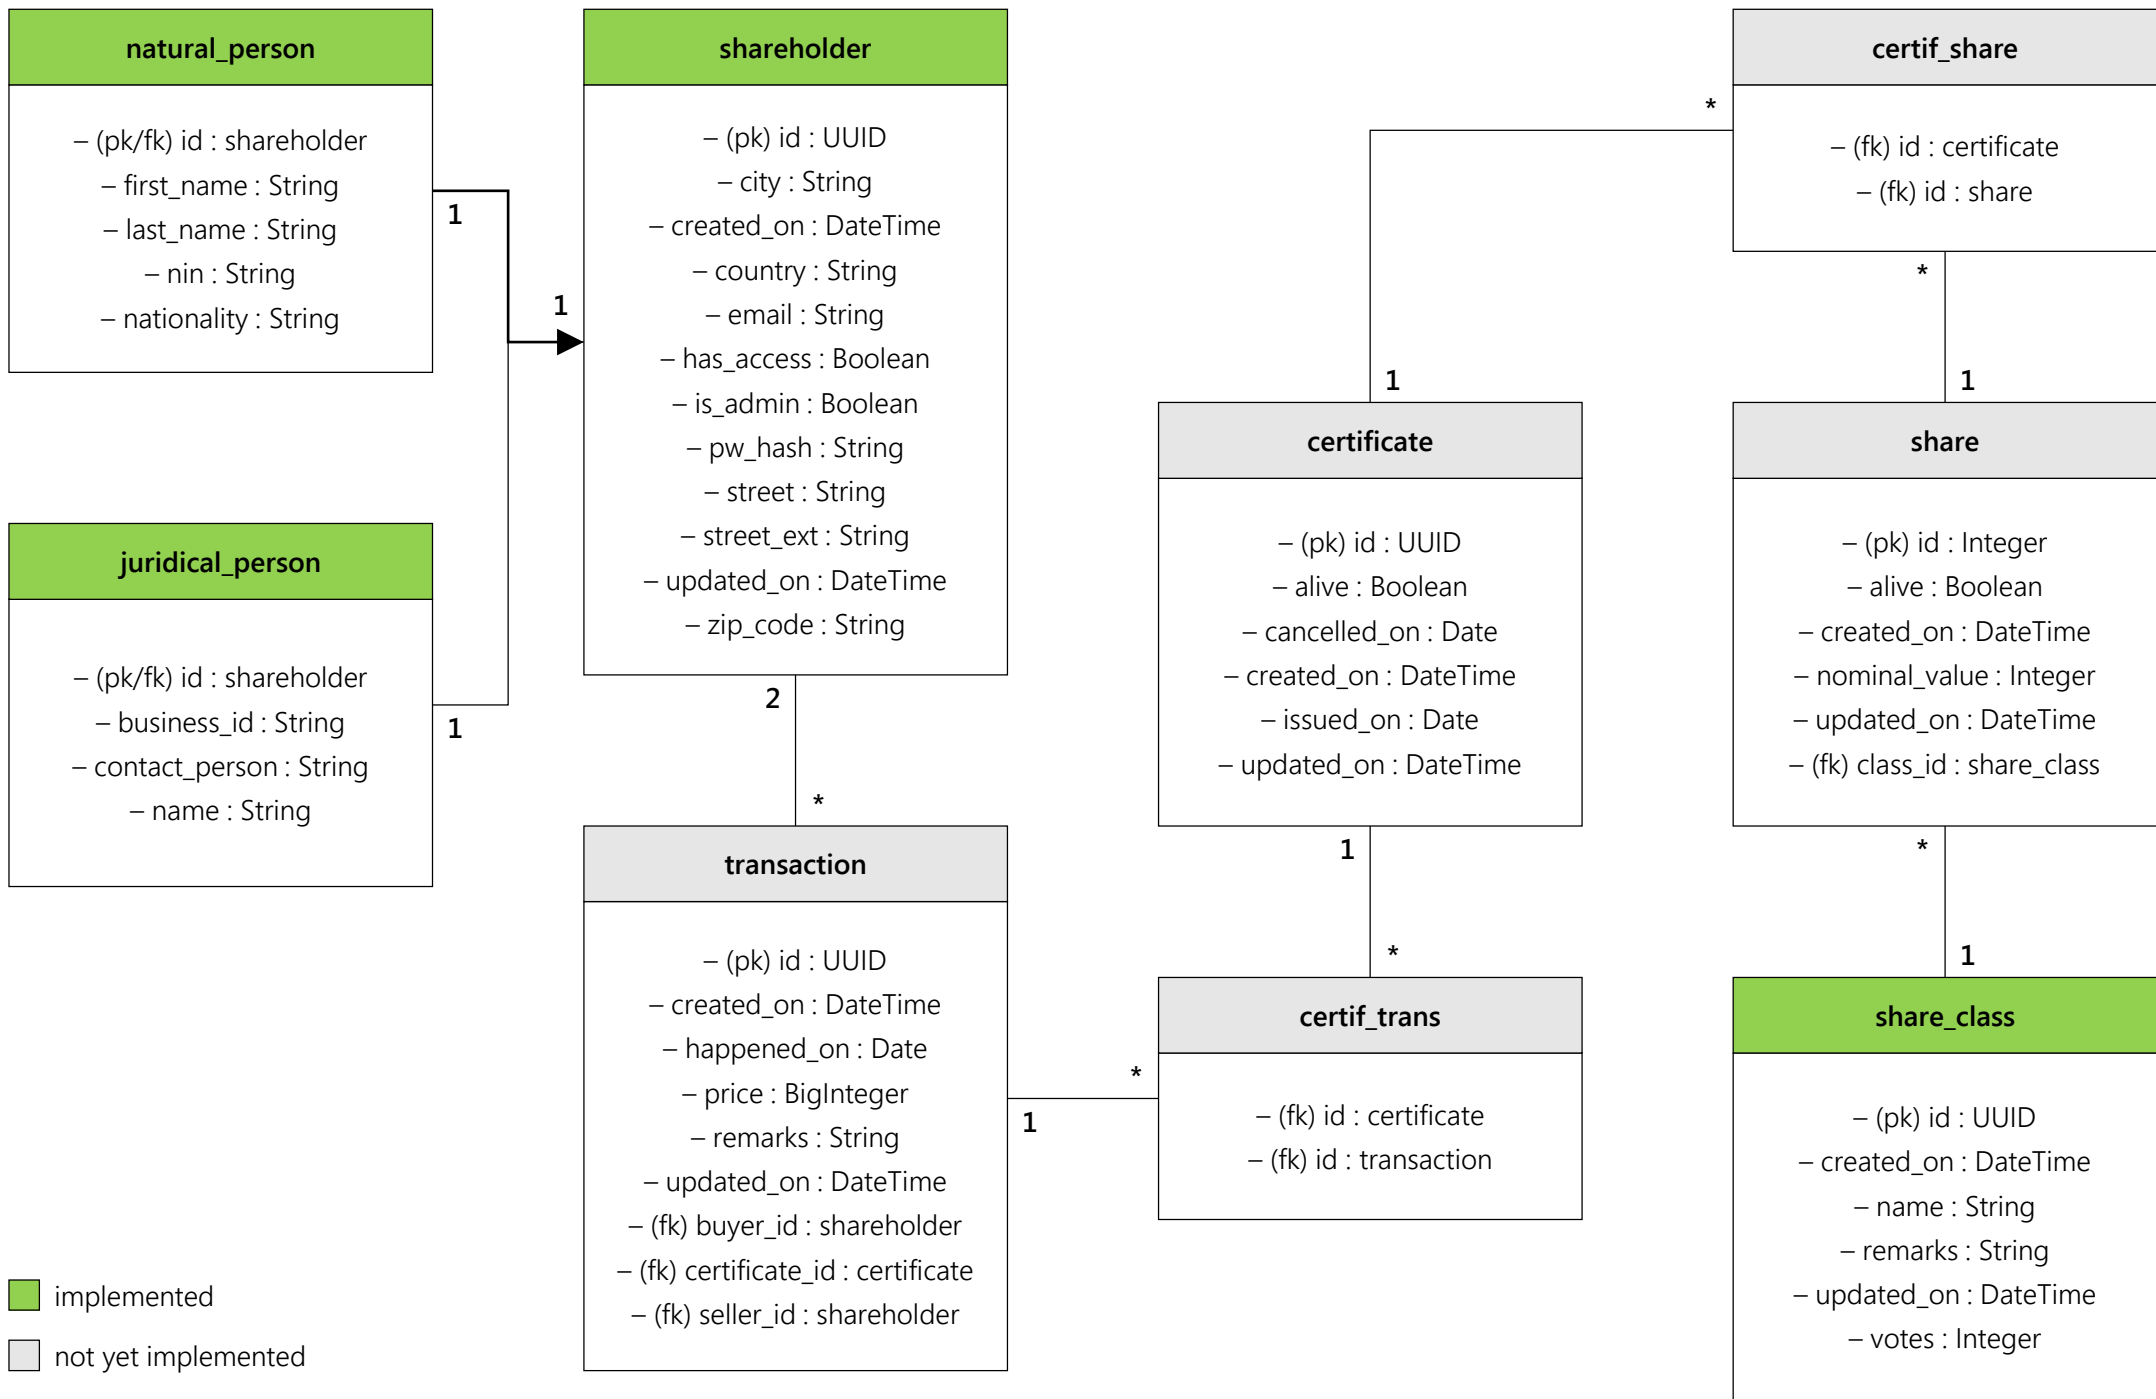 natural_person
– (pk/fk) id : shareholder
– first_name : String
– last_name : String
– nin : String
– nationality : String
1
1
juridical_person
– (pk/fk) id : shareholder
– business_id : String
– contact_person : String
– name : String
1
shareholder
– (pk) id : UUID
– city : String
– created_on : DateTime
– country : String
– email : String
– has_access : Boolean
– is_admin : Boolean
– pw_hash : String
– street : String
– street_ext : String
– updated_on : DateTime
– zip_code : String
2
*
transaction
– (pk) id : UUID
– created_on : DateTime
– happened_on : Date
– price : BigInteger
– remarks : String
– updated_on : DateTime
– (fk) buyer_id : shareholder
– (fk) certificate_id : certificate
– (fk) seller_id : shareholder
1
*
certif_share
– (fk) id : certificate
– (fk) id : share
*
*
1
1
certificate
– (pk) id : UUID
– alive : Boolean
– cancelled_on : Date
– created_on : DateTime
– issued_on : Date
– updated_on : DateTime
1
*
certif_trans
– (fk) id : certificate
– (fk) id : transaction
share
– (pk) id : Integer
– alive : Boolean
– created_on : DateTime
– nominal_value : Integer
– updated_on : DateTime
– (fk) class_id : share_class
*
1
share_class
– (pk) id : UUID
– created_on : DateTime
– name : String
– remarks : String
– updated_on : DateTime
– votes : Integer
implemented
not yet implemented